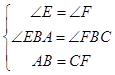 ∠E = ∠F
∠EBA = ∠FBC
AB = CF